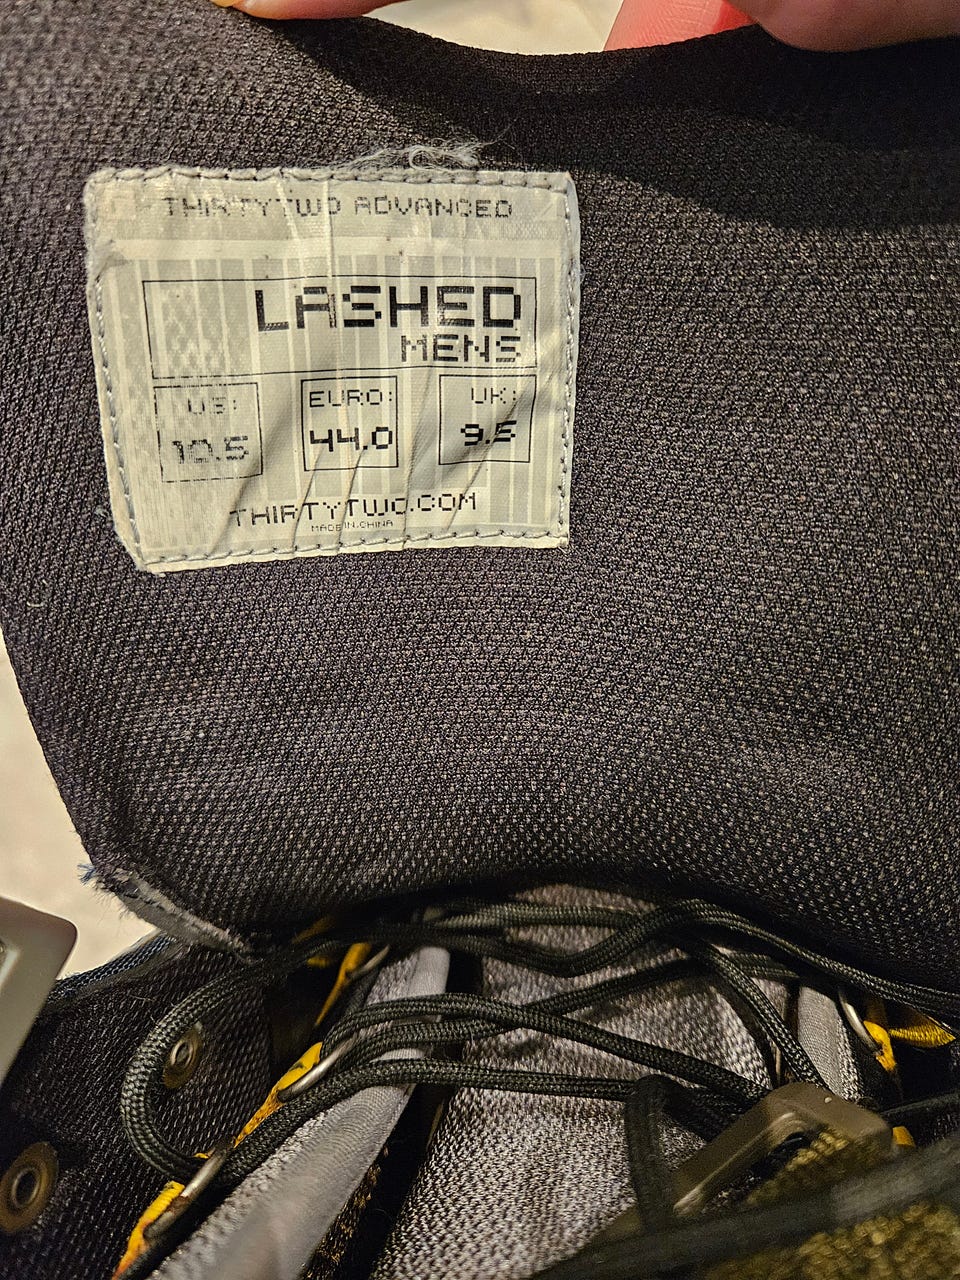 THIRTYTWO ADVANCED
LASHED
MENS
US: EURO: UK:
10.5 44.0 9.5
THIRTYTWO.COM
MADE IN CHINA